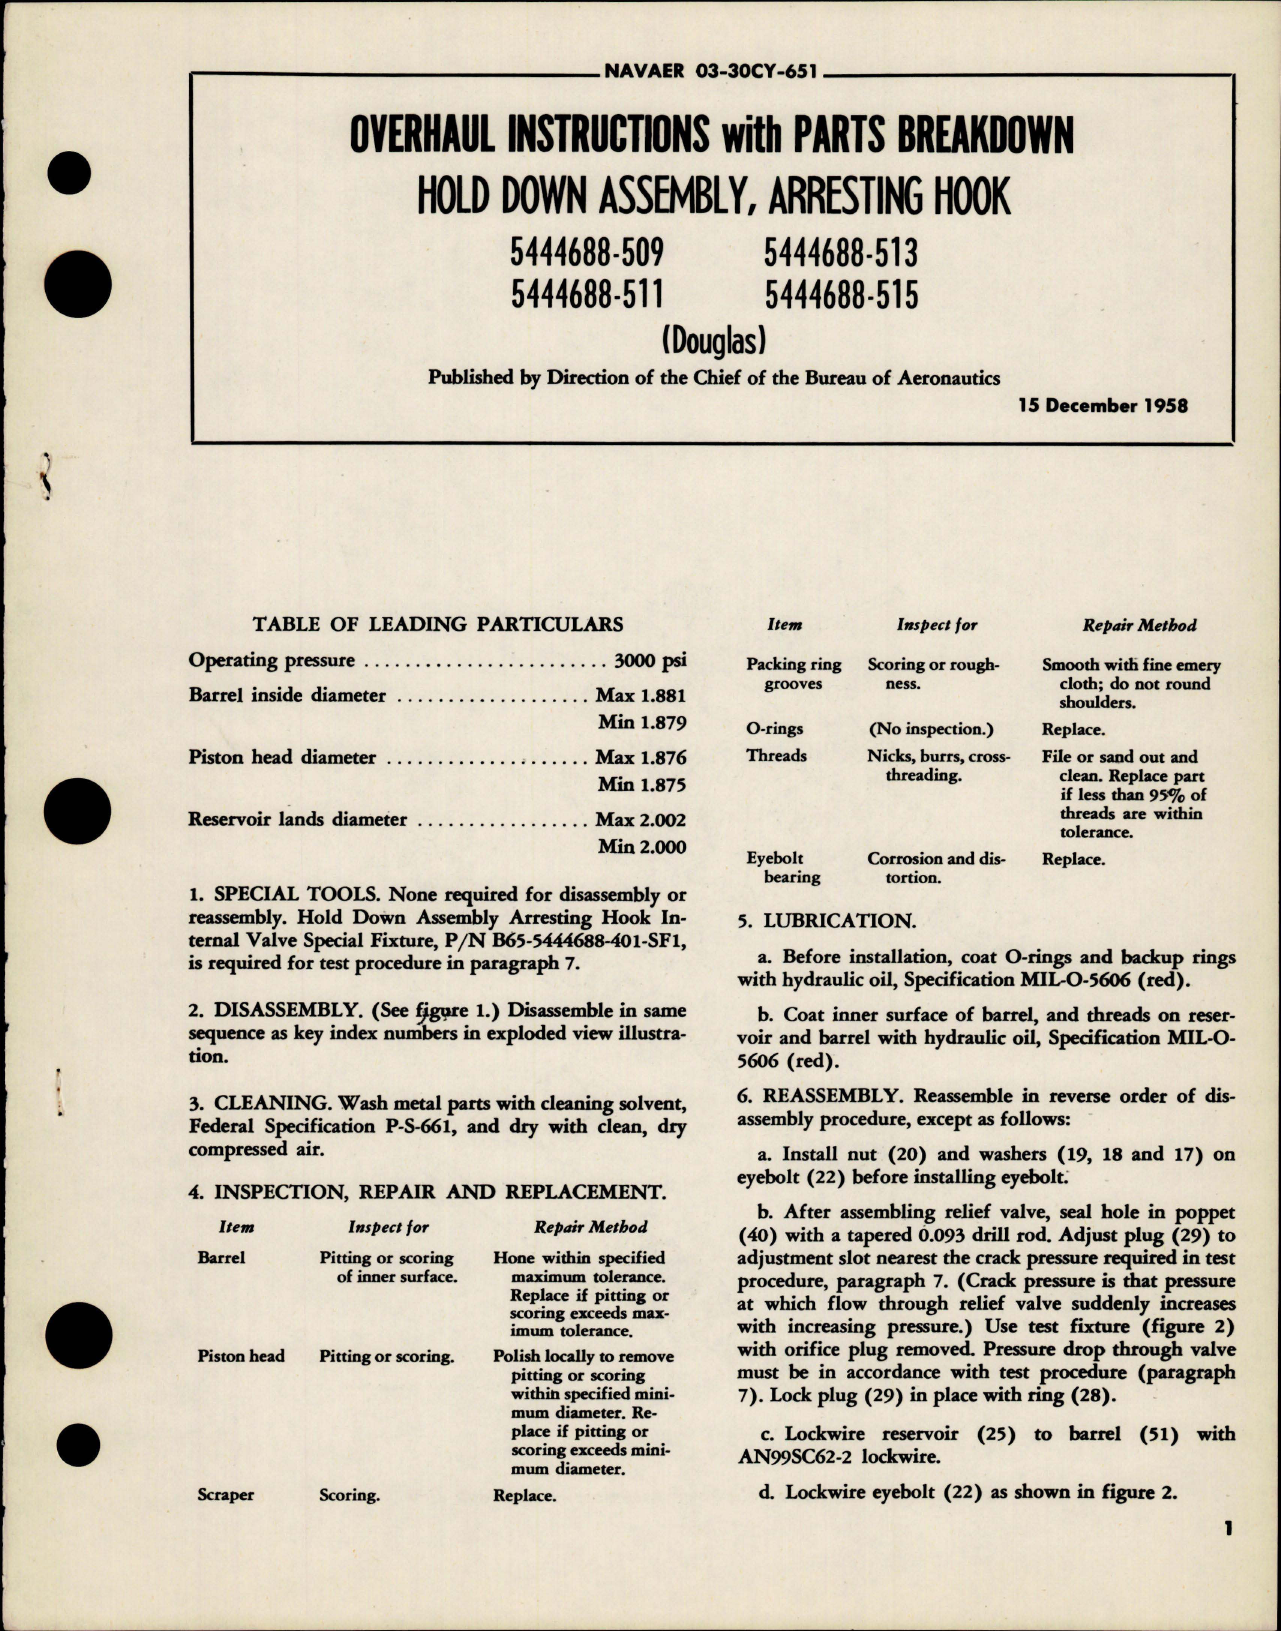 NAVAER 03-30CY-651
OVERHAUL INSTRUCTIONS with PARTS BREAKDOWN
HOLD DOWN ASSEMBLY, ARRESTING HOOK
5444688-509 5444688-513
5444688-511 5444688-515
(Douglas)
Published by Direction of the Chief of the Bureau of Aeronautics
15 December 1958
TABLE OF LEADING PARTICULARS
Operating pressure ........................ 3000 psi
Barrel inside diameter ................... Max 1.881
Min 1.879
Piston head diameter .................... Max 1.876
Min 1.875
Reservoir lands diameter ................. Max 2.002
Min 2.000
1. SPECIAL TOOLS. None required for disassembly or
reassembly. Hold Down Assembly Arresting Hook In-
ternal Valve Special Fixture, P/N B65-5444688-401-SF1,
is required for test procedure in paragraph 7.
2. DISASSEMBLY. (See figure 1.) Disassemble in same
sequence as key index numbers in exploded view illustra-
tion.
3. CLEANING. Wash metal parts with cleaning solvent,
Federal Specification P-S-661, and dry with clean, dry
compressed air.
4. INSPECTION, REPAIR AND REPLACEMENT.
Item Inspect for Repair Method
Barrel Pitting or scoring Hone within specified
of inner surface. maximum tolerance.
Replace if pitting or
scoring exceeds max-
imum tolerance.
Piston head Pitting or scoring. Polish locally to remove
pitting or scoring
within specified mini-
mum diameter. Re-
place if pitting or
scoring exceeds mini-
mum diameter.
Scraper Scoring. Replace.
Item Inspect for Repair Method
Packing ring Scoring or rough- Smooth with fine emery
grooves ness. cloth; do not round
shoulders.
O-rings (No inspection.) Replace.
Threads Nicks, burrs, cross- File or sand out and
threading. clean. Replace part
if less than 95% of
threads are within
tolerance.
Eyebolt Corrosion and dis- Replace.
bearing tortion.
5. LUBRICATION.
a. Before installation, coat O-rings and backup rings
with hydraulic oil, Specification MIL-O-5606 (red).
b. Coat inner surface of barrel, and threads on reser-
voir and barrel with hydraulic oil, Specification MIL-O-
5606 (red).
6. REASSEMBLY. Reassemble in reverse order of dis-
assembly procedure, except as follows:
a. Install nut (20) and washers (19, 18 and 17) on
eyebolt (22) before installing eyebolt.
b. After assembling relief valve, seal hole in poppet
(40) with a tapered 0.093 drill rod. Adjust plug (29) to
adjustment slot nearest the crack pressure required in test
procedure, paragraph 7. (Crack pressure is that pressure
at which flow through relief valve suddenly increases
with increasing pressure.) Use test fixture (figure 2)
with orifice plug removed. Pressure drop through valve
must be in accordance with test procedure (paragraph
7). Lock plug (29) in place with ring (28).
c. Lockwire reservoir (25) to barrel (51) with
AN99SC62-2 lockwire.
d. Lockwire eyebolt (22) as shown in figure 2.
1